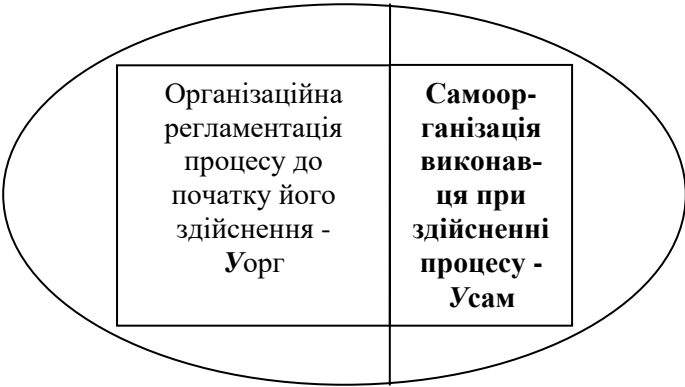 Організаційна
регламентація
процесу до
початку його
здійснення -
Уорг
Самоор-
ганізація
виконав-
ця при
здійсненні
процесу -
Усам